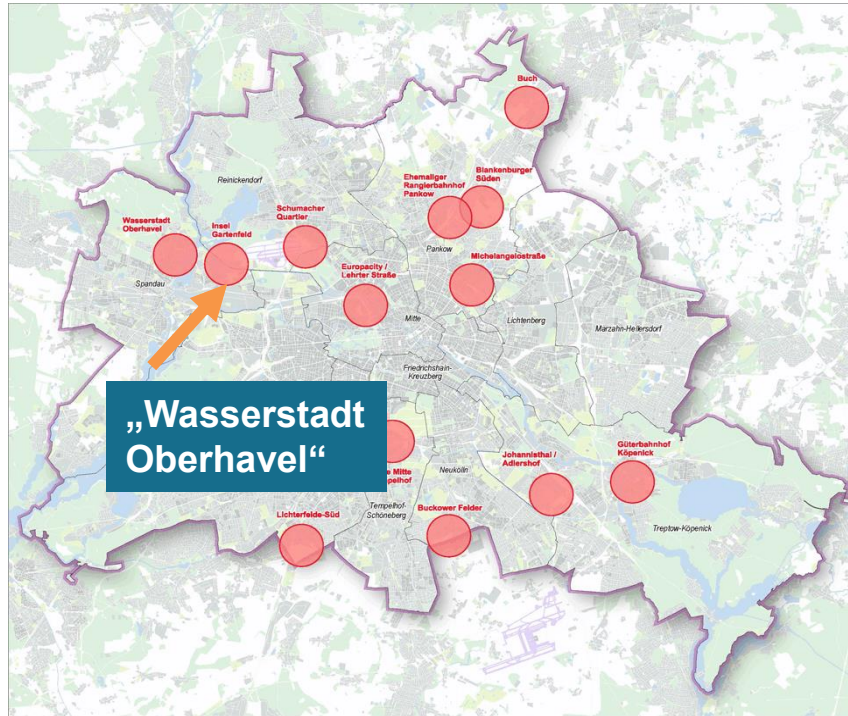 Buch
Reinickendorf
Blankenburger
Süden
Ehemaliger
Rangierbahnhof
Pankow
Schumacher
Quartier
Wasserstadt
Oberhavel
Insel
Gartenfeld
Pankow
Michelangelostraße
Europacity /
Lehrter Straße
Spandau
Mitte
Lichtenberg
Marzahn-Hellersdorf
Friedrichshain-
Kreuzberg
„Wasserstadt
Oberhavel“
Mitte
Neukölln
Johannisthal /
Adlershof
Güterbahnhof
Köpenick
Tempelhof-
Schöneberg
Lichterfelde-Süd
Buckower Felder
Treptow-Köpenick